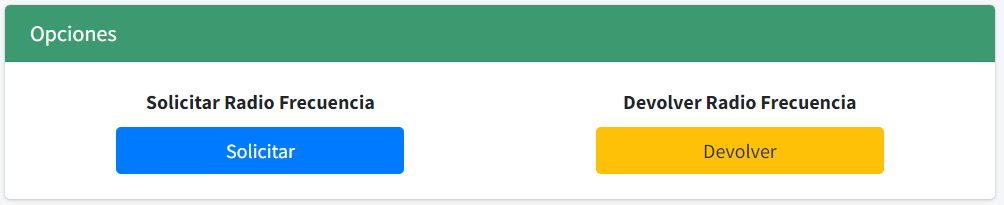 Opciones
Solicitar Radio Frecuencia
Devolver Radio Frecuencia
Solicitar
Devolver